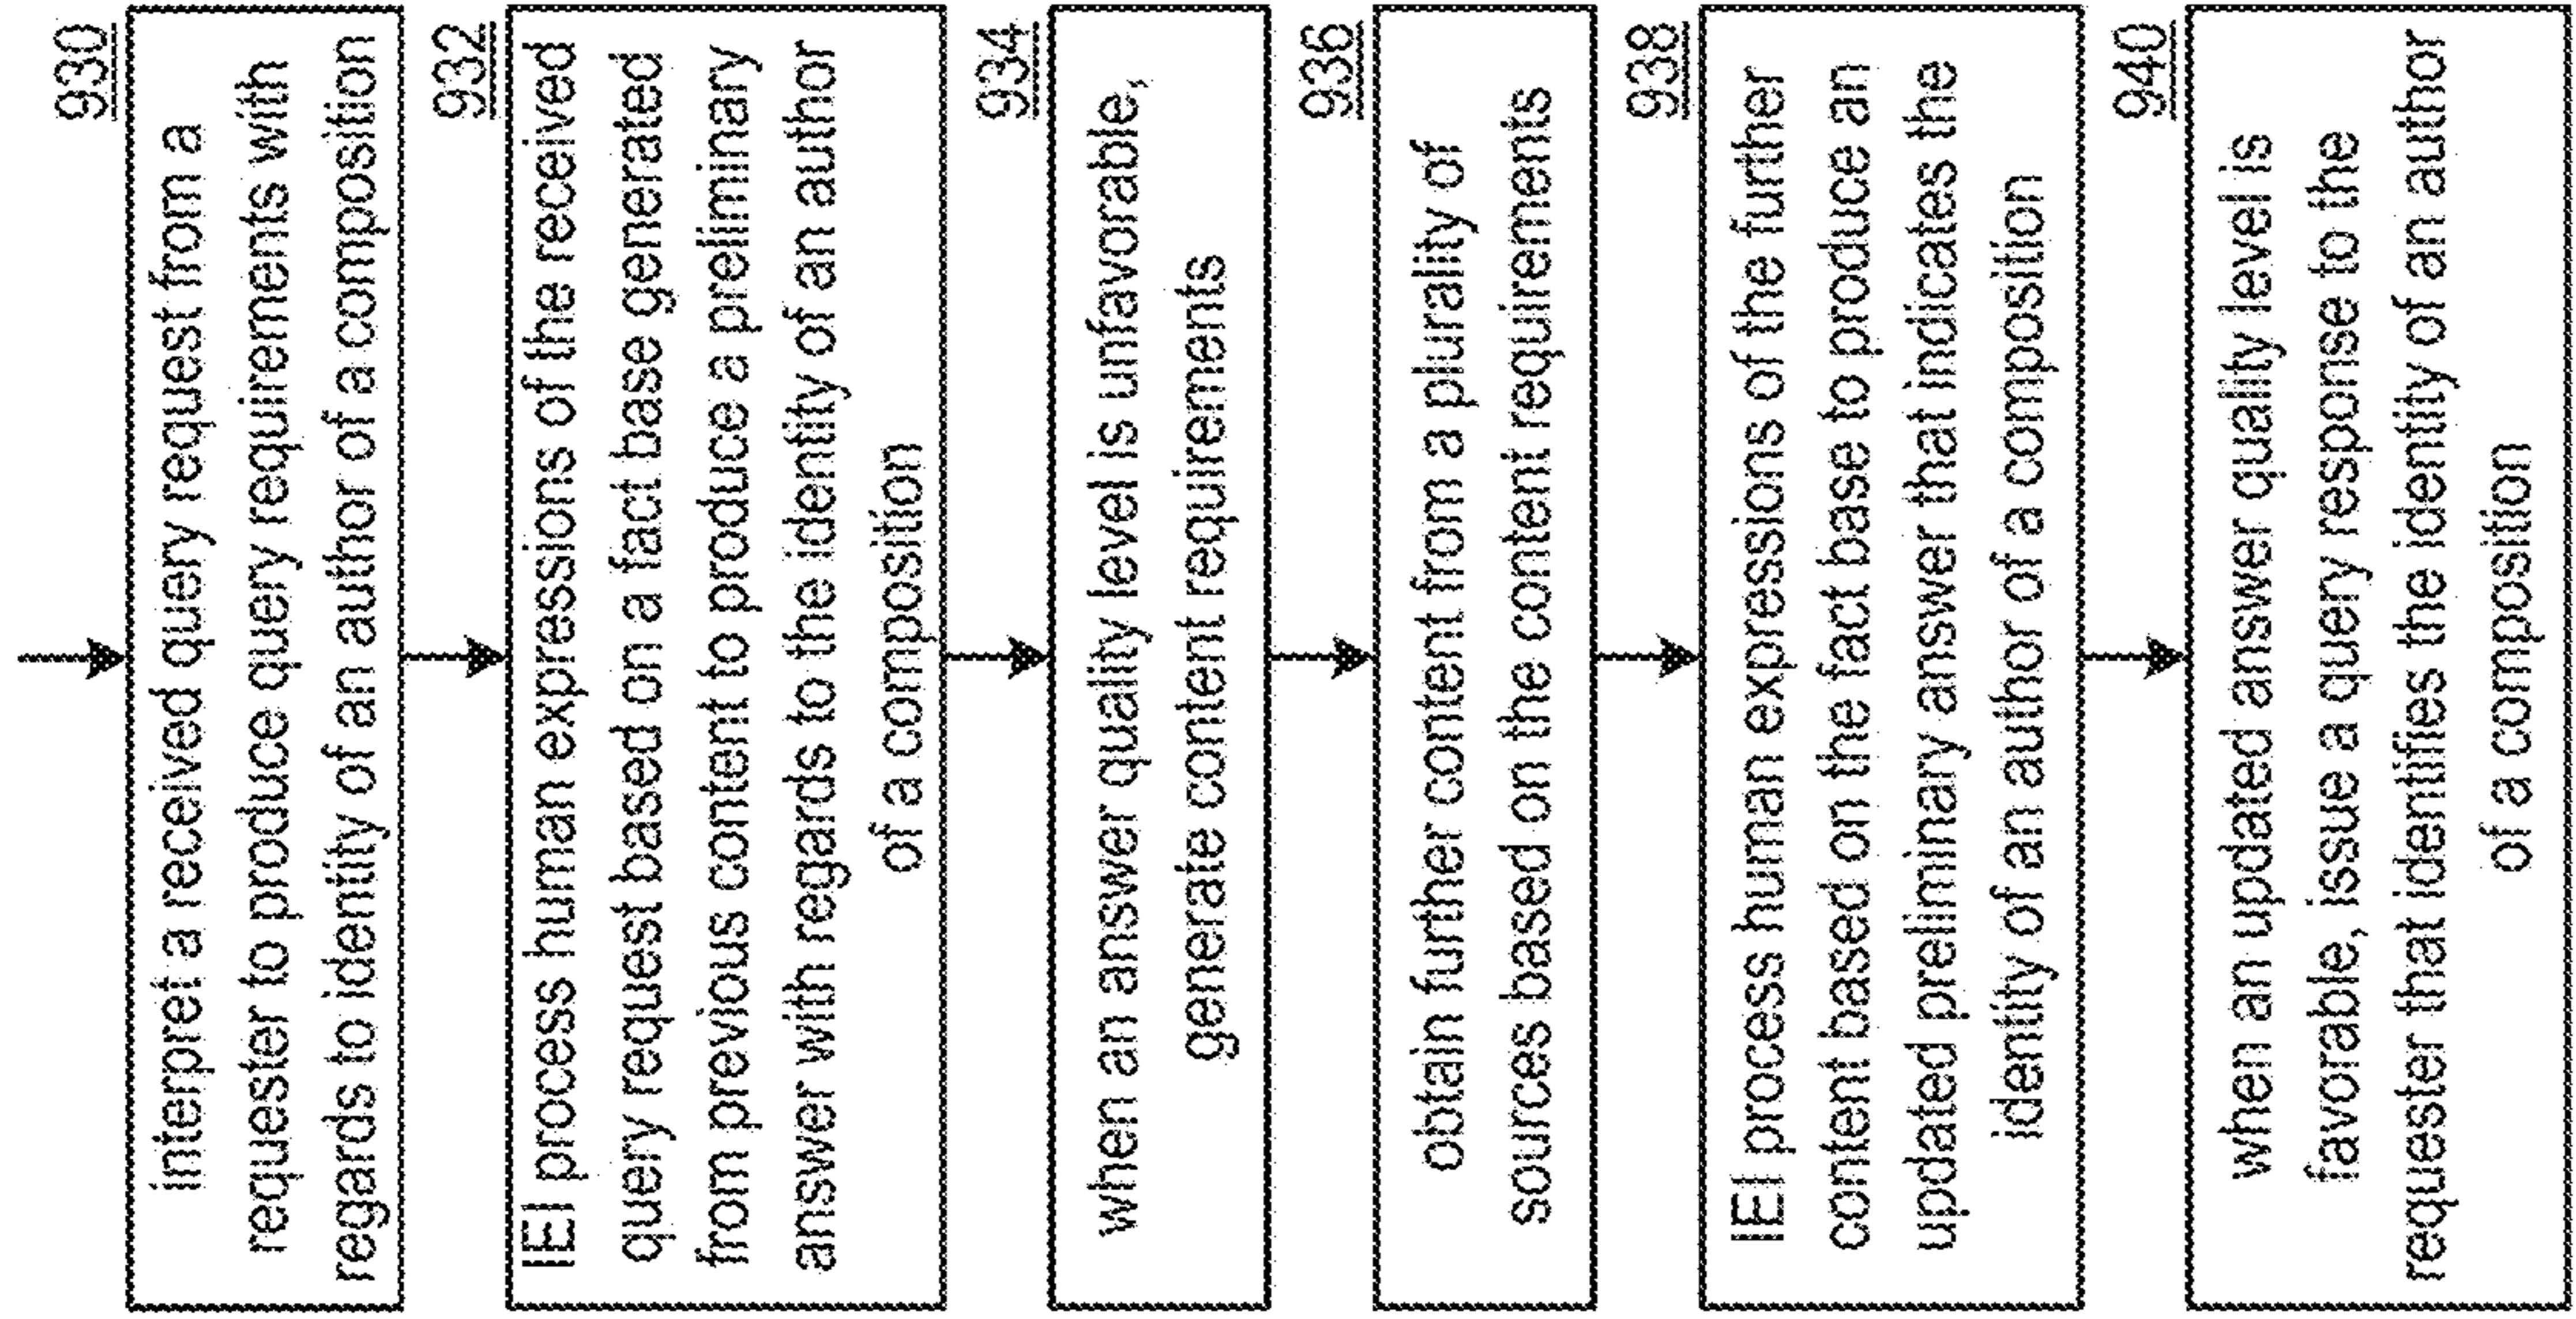 930
interpret a received query request from a
requester to produce query requirements with
regards to identity of an author of a composition
932
IEI process human expressions of the received
query request based on a fact base generated
from previous content to produce a preliminary
answer with regards to the identity of an author
of a composition
934
when an answer quality level is unfavorable,
generate content requirements
936
obtain further content from a plurality of
sources based on the content requirements
938
IEI process human expressions of the further
content based on the fact base to produce an
updated preliminary answer that indicates the
identity of an author of a composition
940
when an updated answer quality level is
favorable, issue a query response to the
requester that identifies the identity of an author
of a composition